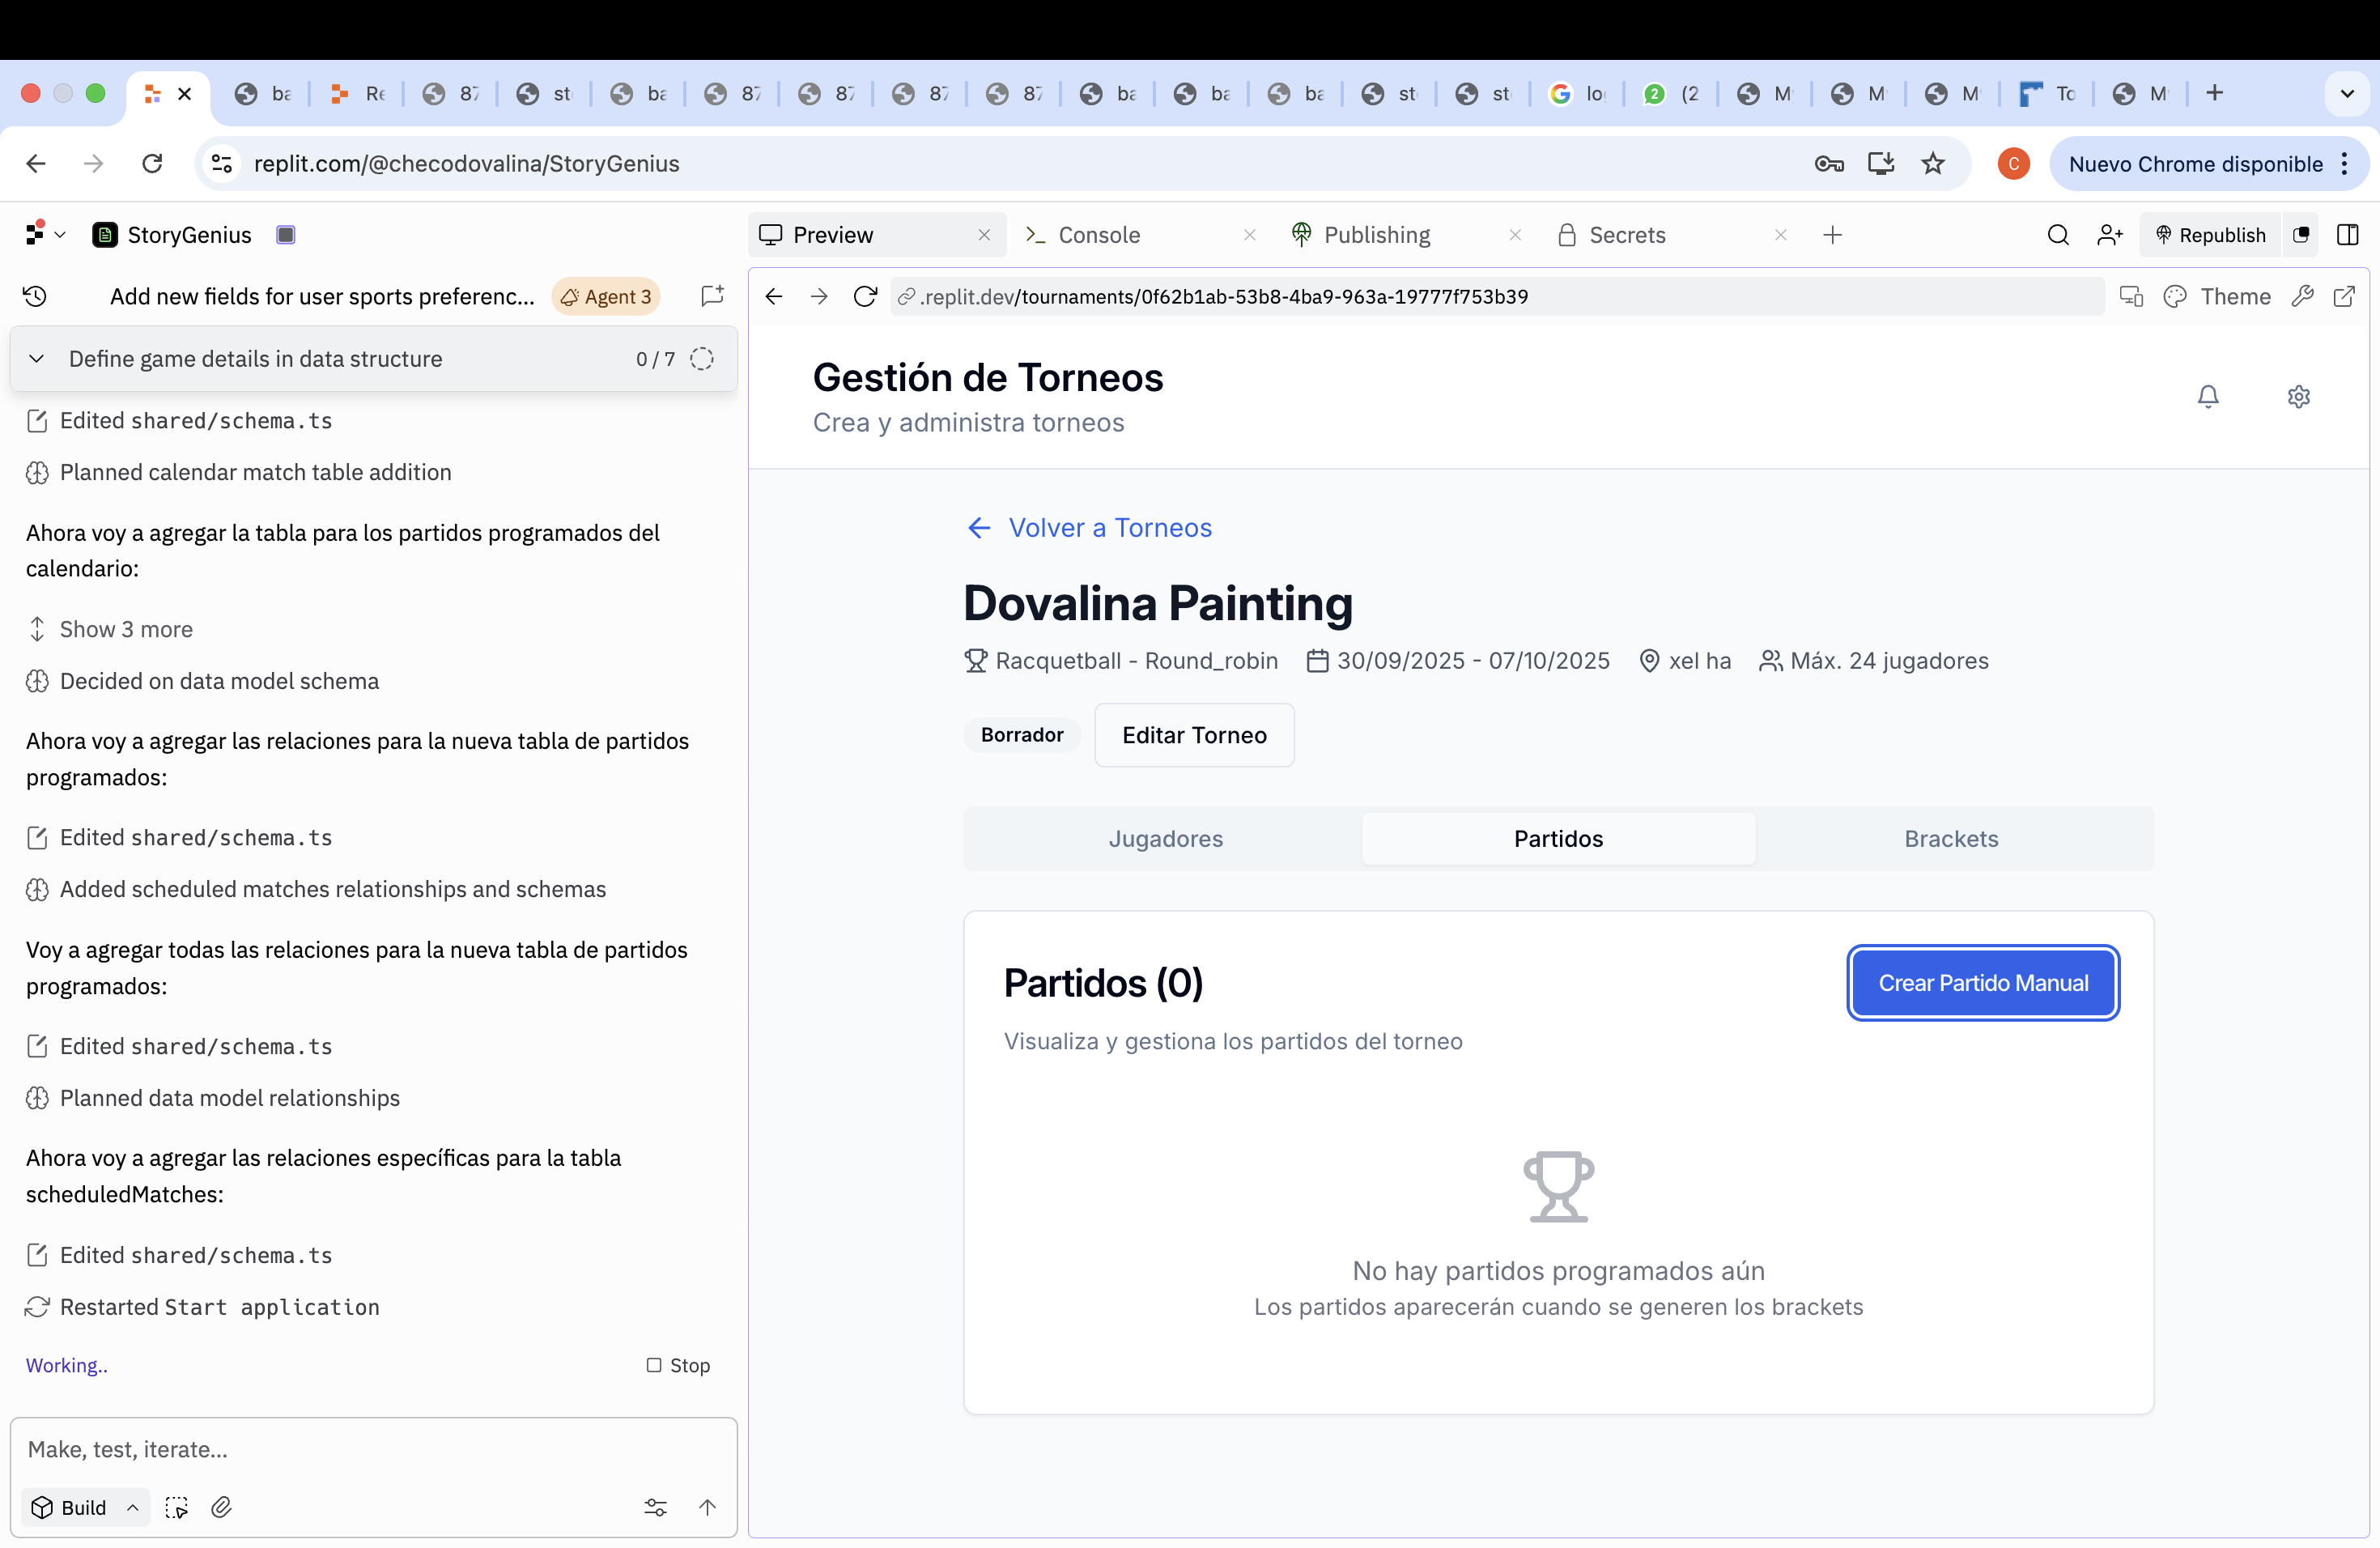 ba
Re
87
st
ba
87
87
87
87
ba
ba
ba
st
st
lo
2
(2
M
M
M
To
M
replit.com/@checodovalina/StoryGenius
C
Nuevo Chrome disponible
StoryGenius
Preview
Console
Publishing
Secrets
Republish
Add new fields for user sports preferenc...
Agent 3
.replit.dev/tournaments/0f62b1ab-53b8-4ba9-963a-19777f753b39
Theme
Define game details in data structure
0 / 7
Edited shared/schema.ts
Planned calendar match table addition
Ahora voy a agregar la tabla para los partidos programados del
calendario:
Show 3 more
Decided on data model schema
Ahora voy a agregar las relaciones para la nueva tabla de partidos
programados:
Edited shared/schema.ts
Added scheduled matches relationships and schemas
Voy a agregar todas las relaciones para la nueva tabla de partidos
programados:
Edited shared/schema.ts
Planned data model relationships
Ahora voy a agregar las relaciones específicas para la tabla
scheduledMatches:
Edited shared/schema.ts
Restarted Start application
Working..
Stop
Make, test, iterate...
Build
Gestión de Torneos
Crea y administra torneos
Volver a Torneos
Dovalina Painting
Racquetball - Round_robin
30/09/2025 - 07/10/2025
xel ha
Máx. 24 jugadores
Borrador
Editar Torneo
Jugadores
Partidos
Brackets
Partidos (0)
Crear Partido Manual
Visualiza y gestiona los partidos del torneo
No hay partidos programados aún
Los partidos aparecerán cuando se generen los brackets